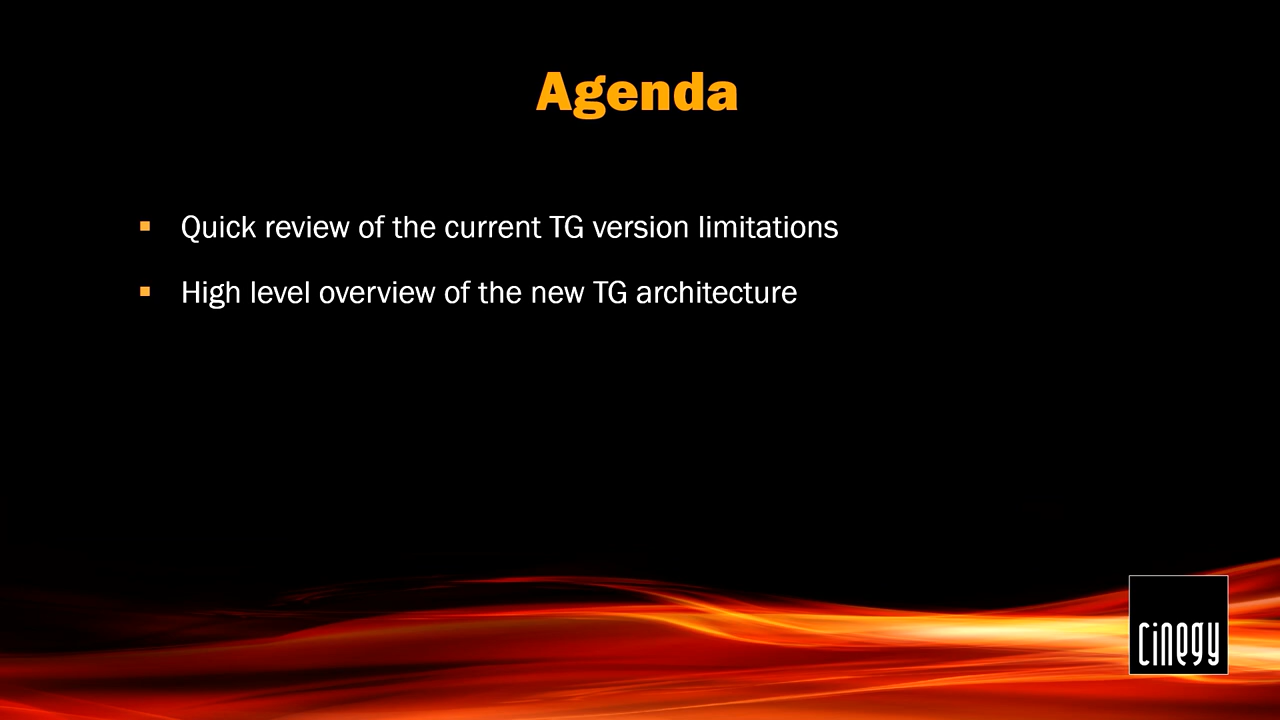 Agenda
▪ Quick review of the current TG version limitations
▪ High level overview of the new TG architecture
cinegy